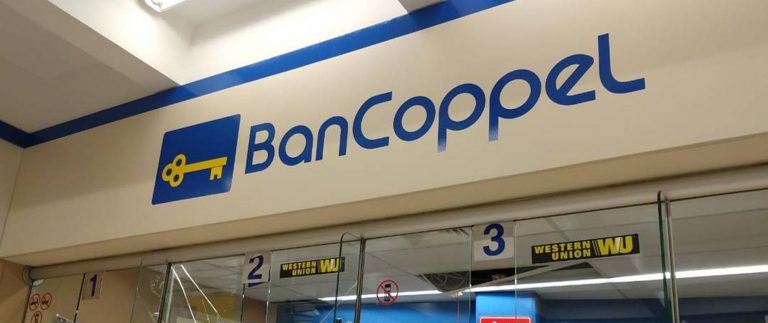 BanCoppel
1
2
WESTERN
UNION WU
3
WESTERN
UNION WU